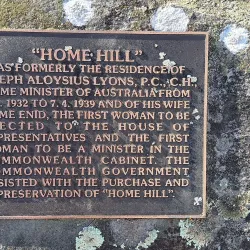 "HOME HILL"
AS FORMERLY THE RESIDENCE OF
EPH ALOYSIUS LYONS, P.C., C.H.,
ME MINISTER OF AUSTRALIA FROM
1. 1932 TO 7. 4. 1939 AND OF HIS WIFE
ME ENID, THE FIRST WOMAN TO BE
ECTED TO THE HOUSE OF
PRESENTATIVES AND THE FIRST
OMAN TO BE A MINISTER IN THE
OMMONWEALTH CABINET. THE
OMMONWEALTH GOVERNMENT
SISTED WITH THE PURCHASE AND
PRESERVATION OF "HOME HILL".